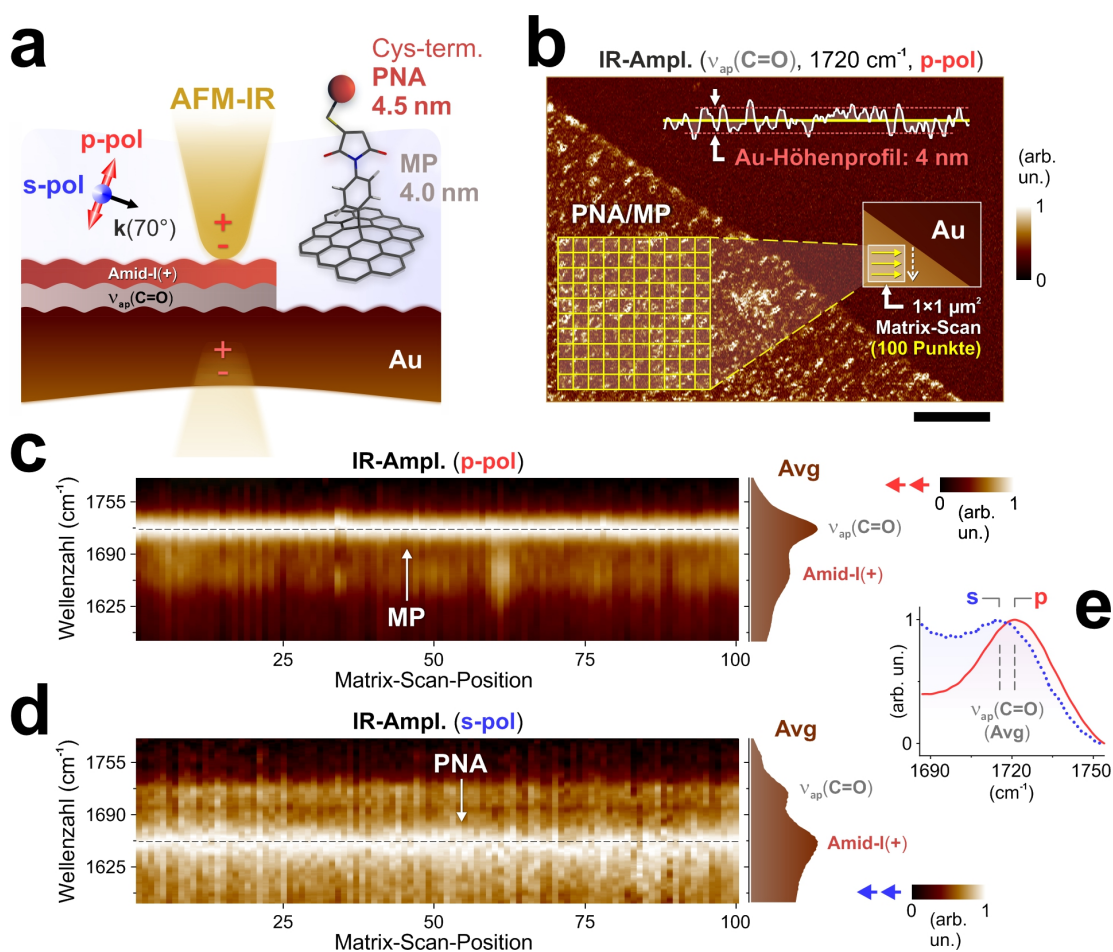 a
AFM-IR
p-pol
s-pol
k(70°)
Cys-term.
PNA
4.5 nm
MP
4.0 nm
+
-
Amid-I(+)
νap(C=O)
+
-
Au
b
IR-Ampl. (νap(C=O), 1720 cm⁻¹, p-pol)
Au-Höhenprofil: 4 nm
PNA/MP
Au
1×1 µm²
Matrix-Scan
(100 Punkte)
(arb.
un.)
1
0
c
IR-Ampl. (p-pol)
Wellenzahl (cm⁻¹)
1755
1690
1625
MP
25
50
75
100
Matrix-Scan-Position
Avg
νap(C=O)
Amid-I(+)
0
1
(arb.
un.)
d
IR-Ampl. (s-pol)
Wellenzahl (cm⁻¹)
1755
1690
1625
PNA
25
50
75
100
Matrix-Scan-Position
Avg
νap(C=O)
Amid-I(+)
0
1
(arb.
un.)
e
s
p
1
0
(arb. un.)
νap(C=O)
(Avg)
1690
1720
1750
(cm⁻¹)